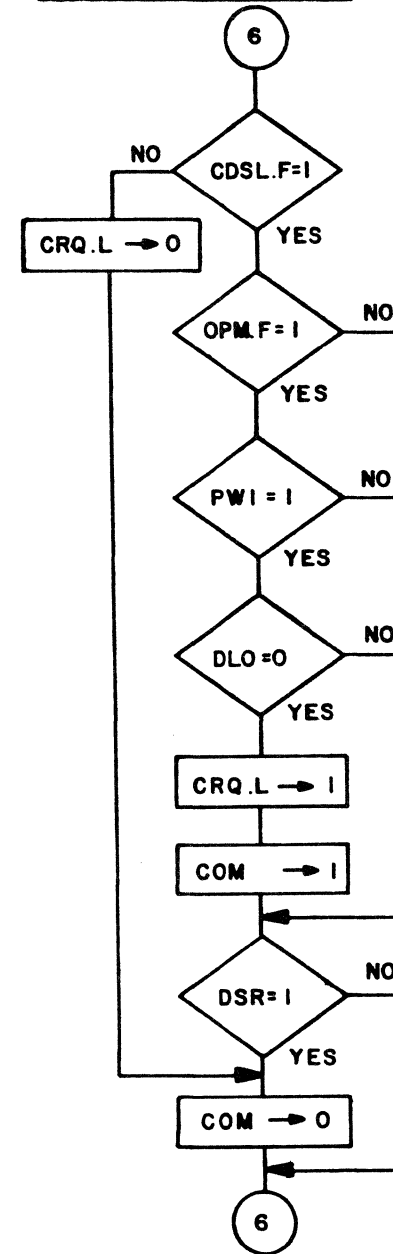 6
NO
CDSL.F=1
YES
CRQ.L → 0
OPM.F=1
NO
YES
PWI = 1
NO
YES
DLO=0
NO
YES
CRQ.L → 1
COM → 1
DSR=1
NO
YES
COM → 0
6